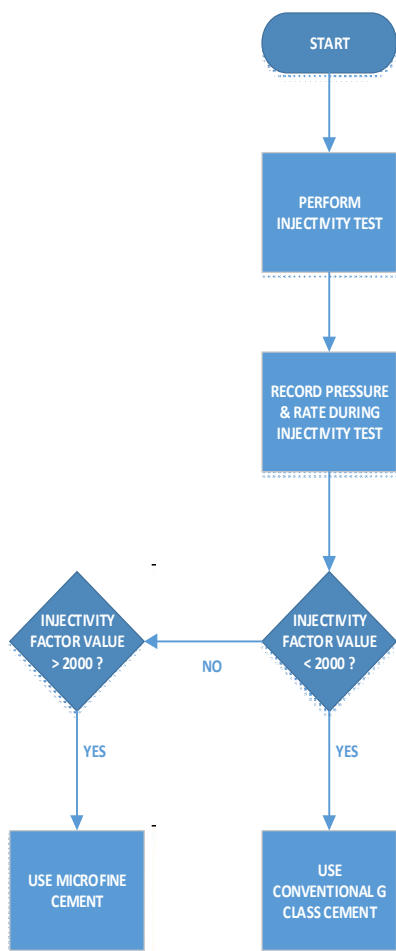 START
PERFORM
INJECTIVITY TEST
RECORD PRESSURE
& RATE DURING
INJECTIVITY TEST
INJECTIVITY
FACTOR VALUE
< 2000 ?
NO
INJECTIVITY
FACTOR VALUE
> 2000 ?
YES
YES
USE MICROFINE
CEMENT
USE
CONVENTIONAL G
CLASS CEMENT